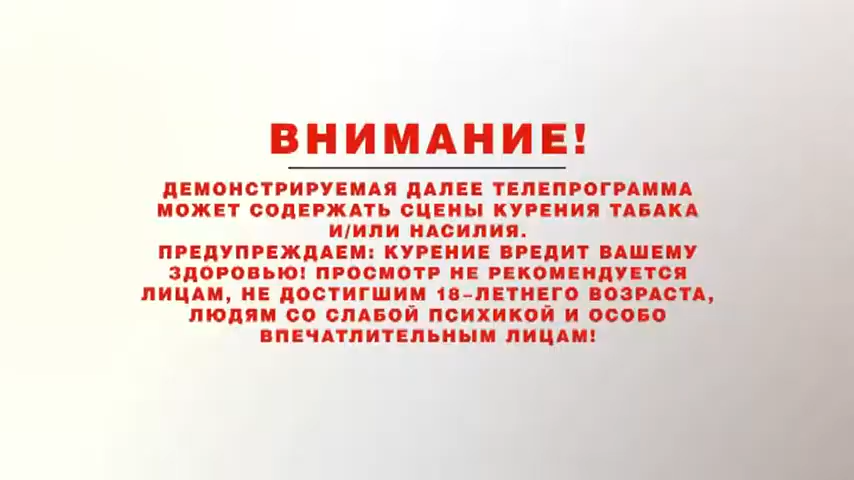 ВНИМАНИЕ!
ДЕМОНСТРИРУЕМАЯ ДАЛЕЕ ТЕЛЕПРОГРАММА
МОЖЕТ СОДЕРЖАТЬ СЦЕНЫ КУРЕНИЯ ТАБАКА
И/ИЛИ НАСИЛИЯ.
ПРЕДУПРЕЖДАЕМ: КУРЕНИЕ ВРЕДИТ ВАШЕМУ
ЗДОРОВЬЮ! ПРОСМОТР НЕ РЕКОМЕНДУЕТСЯ
ЛИЦАМ, НЕ ДОСТИГШИМ 18-ЛЕТНЕГО ВОЗРАСТА,
ЛЮДЯМ СО СЛАБОЙ ПСИХИКОЙ И ОСОБО
ВПЕЧАТЛИТЕЛЬНЫМ ЛИЦАМ!